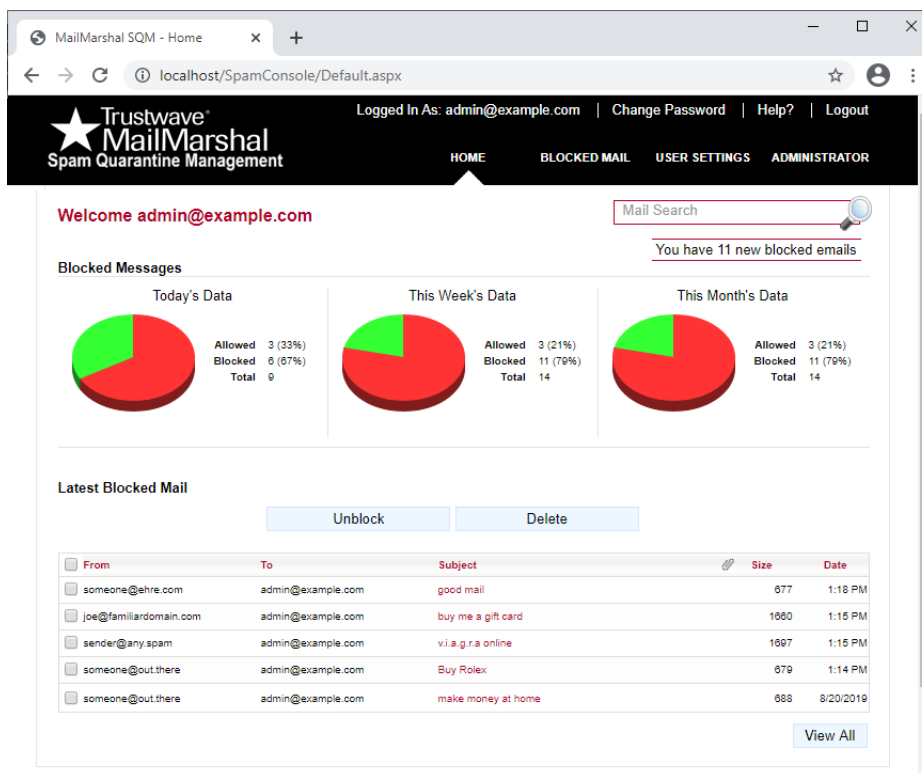 MailMarshal SQM - Home
localhost/SpamConsole/Default.aspx
Trustwave®
MailMarshal
Spam Quarantine Management
Logged In As: admin@example.com | Change Password | Help? | Logout
HOME BLOCKED MAIL USER SETTINGS ADMINISTRATOR
Welcome admin@example.com
Mail Search
You have 11 new blocked emails
Blocked Messages
Today's Data
Allowed 3 (33%)
Blocked 6 (67%)
Total 9
This Week's Data
Allowed 3 (21%)
Blocked 11 (79%)
Total 14
This Month's Data
Allowed 3 (21%)
Blocked 11 (79%)
Total 14
Latest Blocked Mail
Unblock Delete
From To Subject Size Date
someone@ehre.com admin@example.com good mail 677 1:18 PM
joe@familiardomain.com admin@example.com buy me a gift card 1660 1:15 PM
sender@any.spam admin@example.com v.i.a.g.r.a online 1697 1:15 PM
someone@out.there admin@example.com Buy Rolex 679 1:14 PM
someone@out.there admin@example.com make money at home 688 8/20/2019
View All